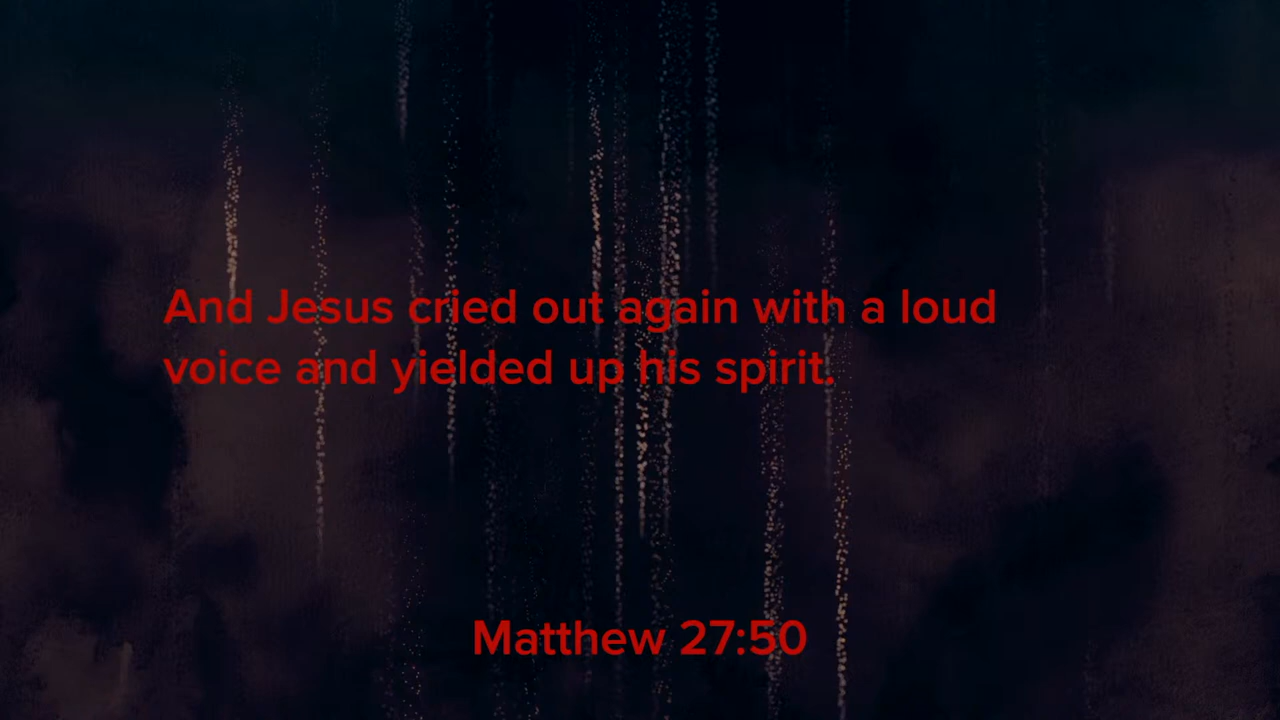 And Jesus cried out again with a loud
voice and yielded up his spirit.
Matthew 27:50